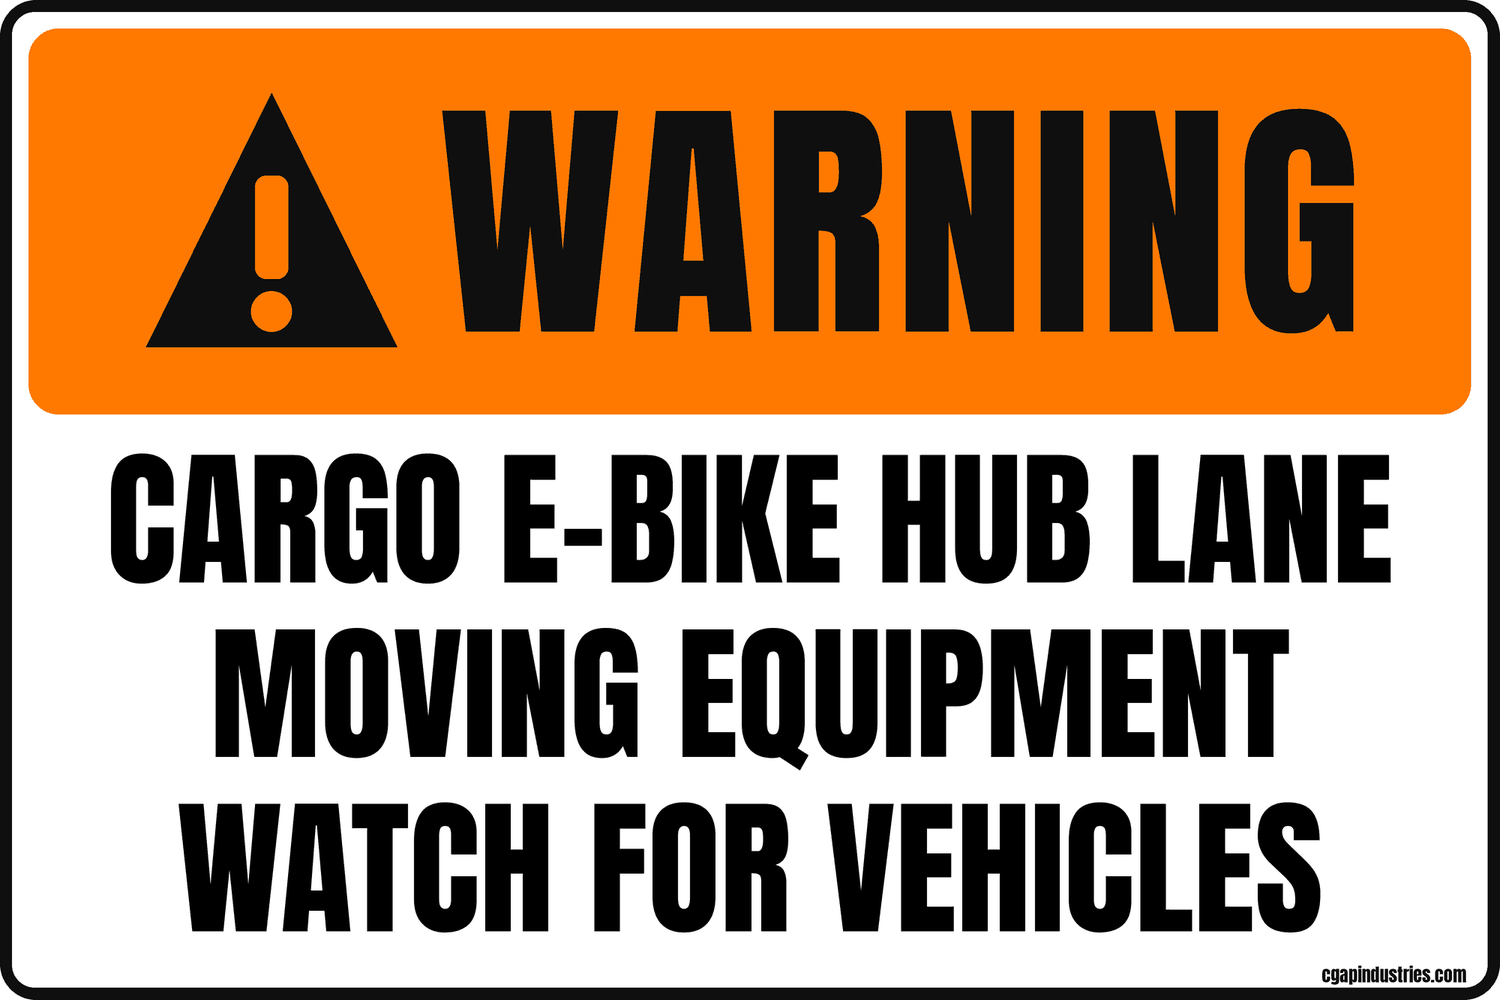 WARNING
CARGO E-BIKE HUB LANE
MOVING EQUIPMENT
WATCH FOR VEHICLES
cgapindustries.com